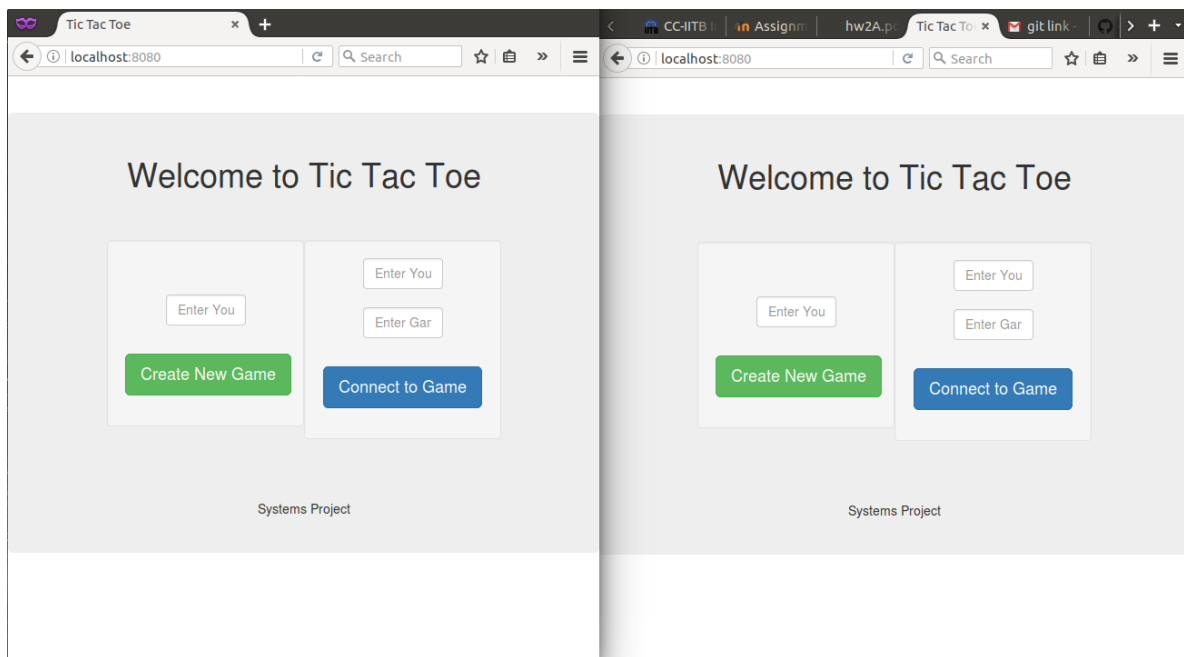 Tic Tac Toe
localhost:8080
Search
Welcome to Tic Tac Toe
Enter You
Create New Game
Enter You
Enter Gar
Connect to Game
Systems Project
CC-IITB
Assignm
hw2A.p
Tic Tac To
git link -
localhost:8080
Search
Welcome to Tic Tac Toe
Enter You
Create New Game
Enter You
Enter Gar
Connect to Game
Systems Project